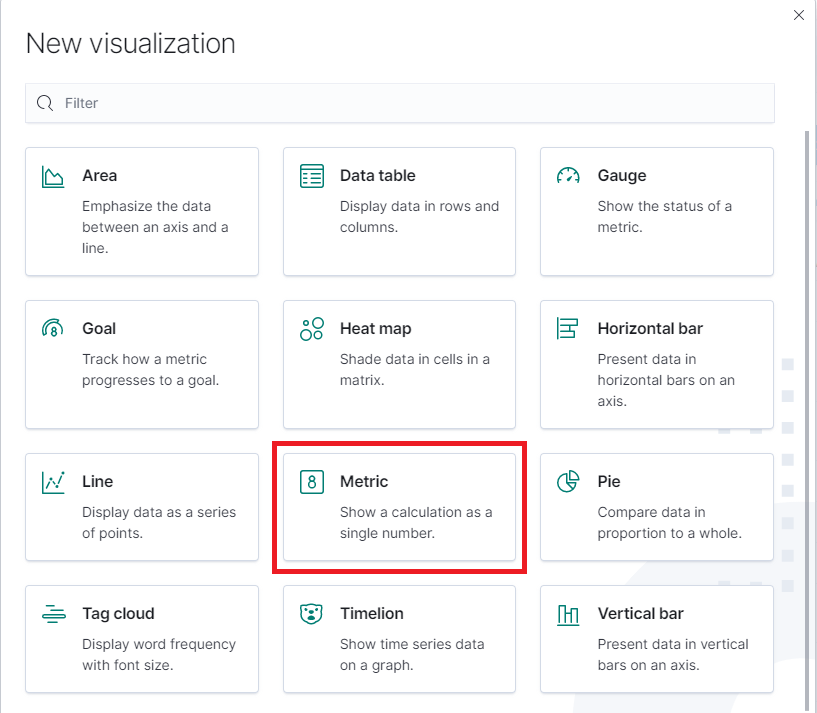 New visualization
Filter
Area
Emphasize the data
between an axis and a
line.
Data table
Display data in rows and
columns.
Gauge
Show the status of a
metric.
Goal
Track how a metric
progresses to a goal.
Heat map
Shade data in cells in a
matrix.
Horizontal bar
Present data in
horizontal bars on an
axis.
Line
Display data as a series
of points.
8
Metric
Show a calculation as a
single number.
Pie
Compare data in
proportion to a whole.
Tag cloud
Display word frequency
with font size.
Timelion
Show time series data
on a graph.
Vertical bar
Present data in vertical
bars on an axis.